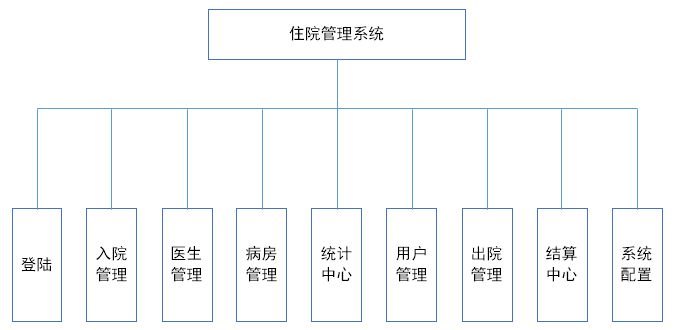 住院管理系统
登陆
入院
管理
医生
管理
病房
管理
统计
中心
用户
管理
出院
管理
结算
中心
系统
配置